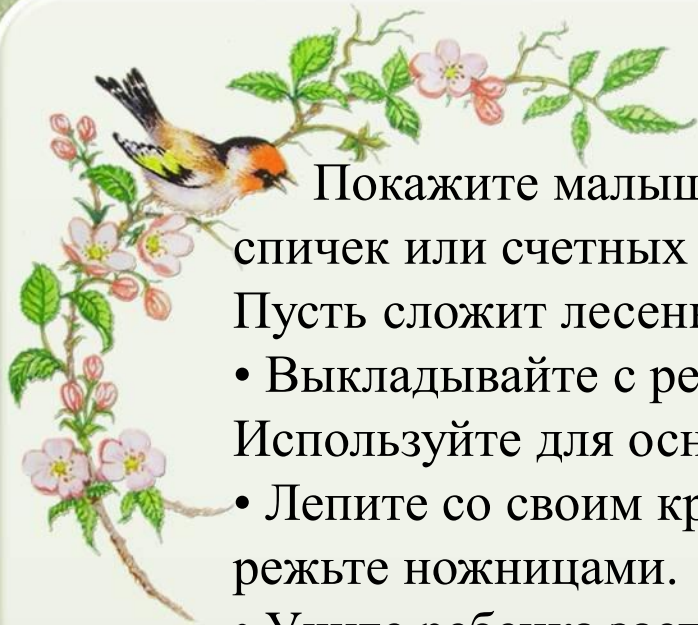 Покажите малыш
спичек или счетных
Пусть сложит лесен
• Выкладывайте с ре
Используйте для осн
• Лепите со своим кр
режьте ножницами.